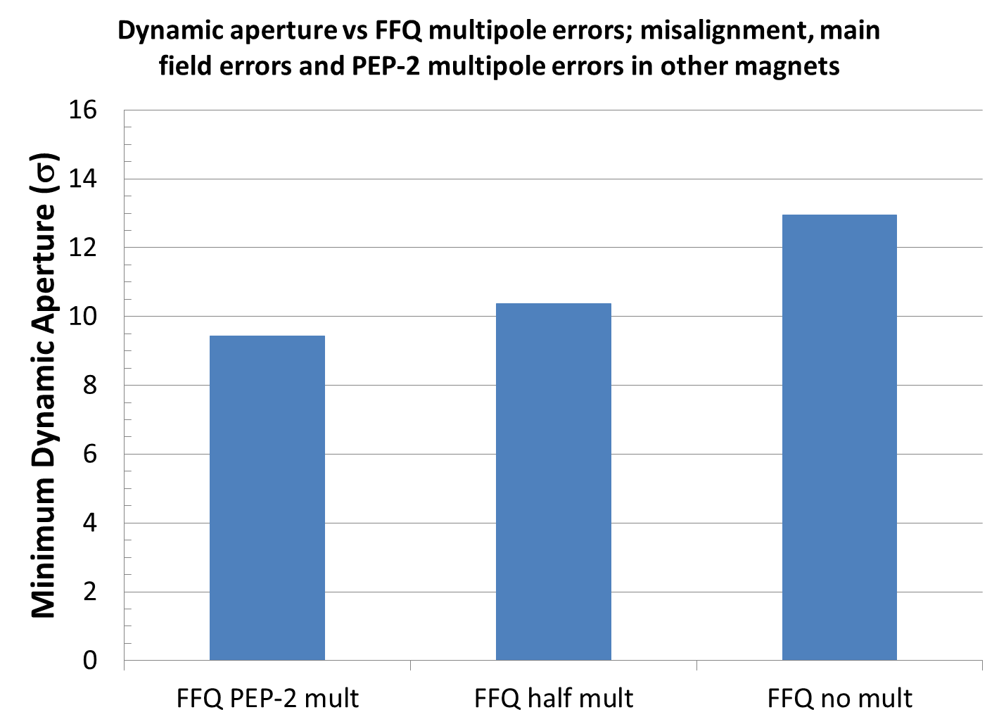 Dynamic aperture vs FFQ multipole errors; misalignment, main
field errors and PEP-2 multipole errors in other magnets
Minimum Dynamic Aperture (σ)
16
14
12
10
8
6
4
2
0
FFQ PEP-2 mult
FFQ half mult
FFQ no mult